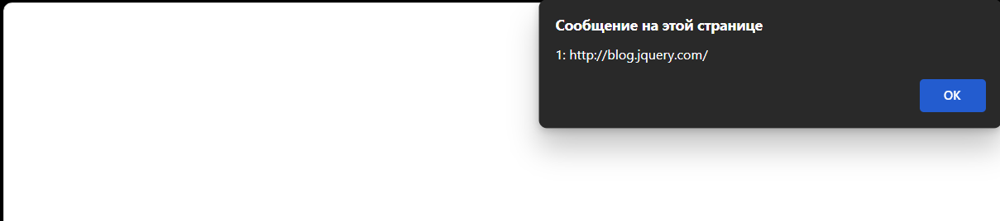 Сообщение на этой странице
1: http://blog.jquery.com/
OK